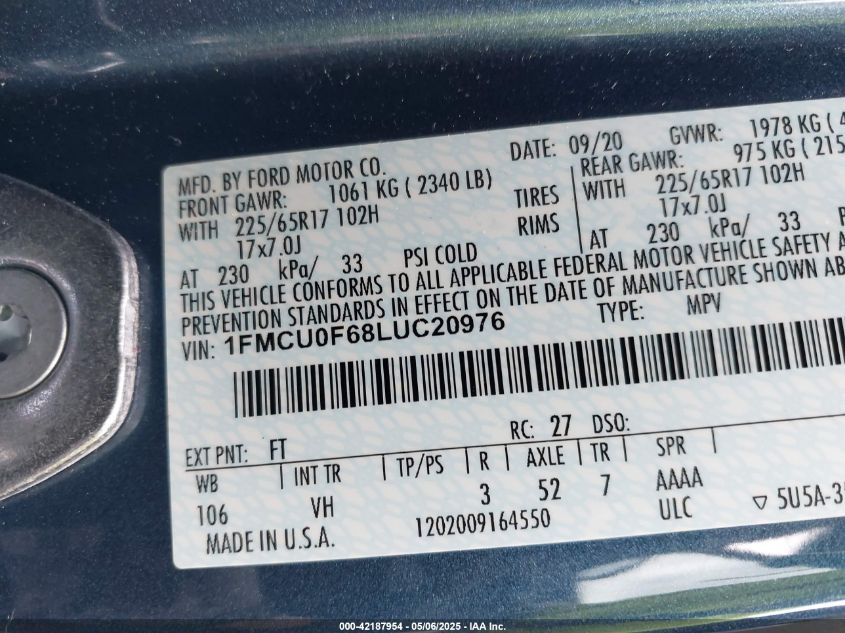 MFD. BY FORD MOTOR CO.
DATE: 09/20 GVWR: 1978 KG ( 4
FRONT GAWR: 1061 KG ( 2340 LB)
REAR GAWR: 975 KG ( 215
WITH 225/65R17 102H TIRES WITH 225/65R17 102H
17x7.0J RIMS 17x7.0J
AT 230 kPa/ 33 PSI COLD AT 230 kPa/ 33 P
THIS VEHICLE CONFORMS TO ALL APPLICABLE FEDERAL MOTOR VEHICLE SAFETY A
PREVENTION STANDARDS IN EFFECT ON THE DATE OF MANUFACTURE SHOWN AB
VIN: 1FMCU0F68LUC20976 TYPE: MPV
RC: 27 DSO:
EXT PNT: FT
WB INT TR TP/PS R AXLE TR SPR
106 VH 3 52 7 AAAA
ULC ▽ 5U5A-3
MADE IN U.S.A. 1202009164550
000-42187954 - 05/06/2025 - IAA Inc.